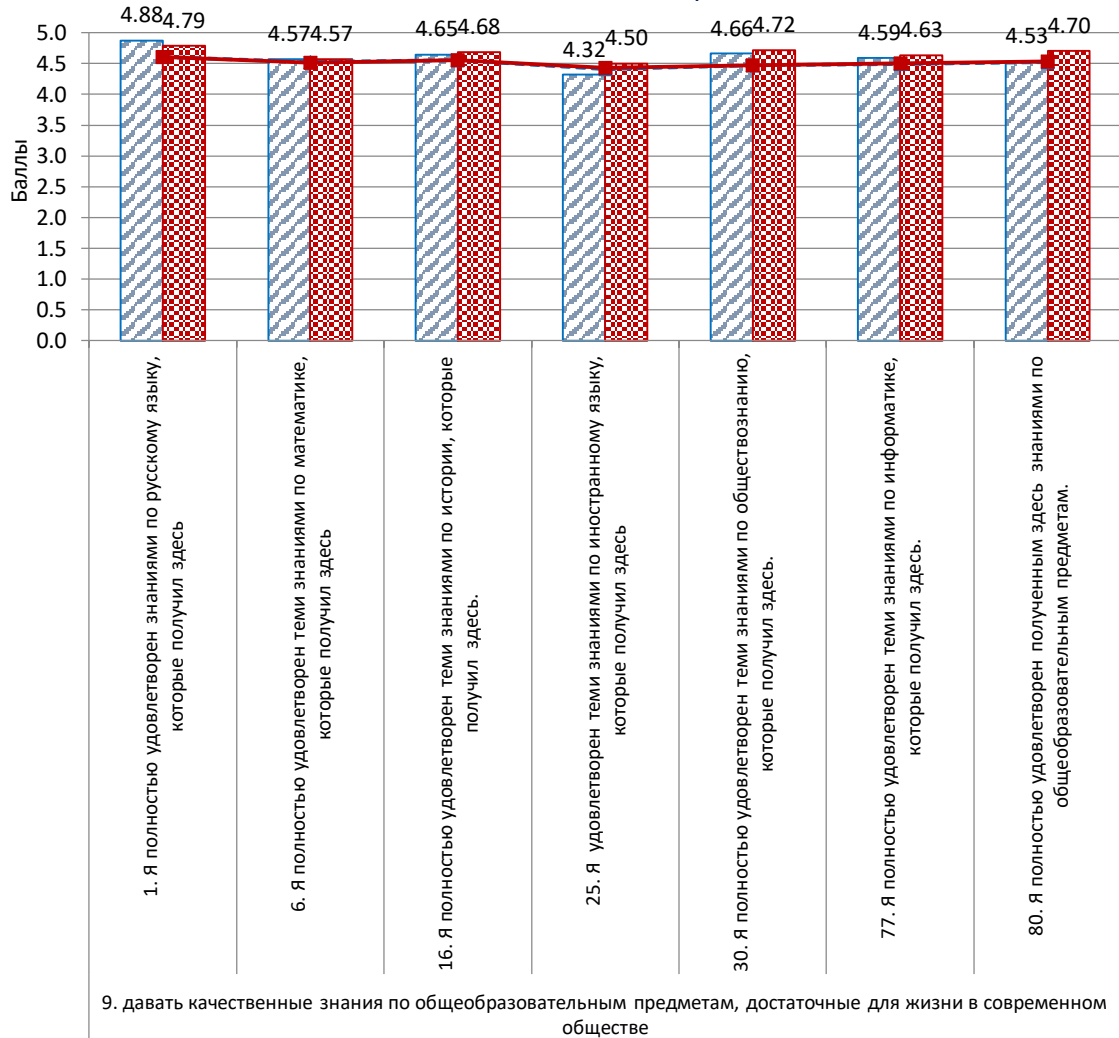 4.88 4.79 4.57 4.57 4.65 4.68 4.32 4.50 4.66 4.72 4.59 4.63 4.53 4.70
Баллы
5.0
4.5
4.0
3.5
3.0
2.5
2.0
1.5
1.0
0.5
0.0
1. Я полностью удовлетворен знаниями по русскому языку,
которые получил здесь
6. Я полностью удовлетворен теми знаниями по математике,
которые получил здесь
16. Я полностью удовлетворен теми знаниями по истории, которые
получил здесь.
25. Я удовлетворен теми знаниями по иностранному языку,
которые получил здесь
30. Я полностью удовлетворен теми знаниями по обществознанию,
которые получил здесь.
77. Я полностью удовлетворен теми знаниями по информатике,
которые получил здесь.
80. Я полностью удовлетворен полученным здесь знаниями по
общеобразовательным предметам.
9. давать качественные знания по общеобразовательным предметам, достаточные для жизни в современном
обществе